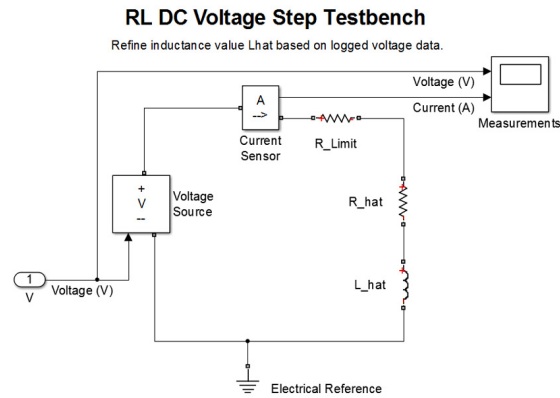 RL DC Voltage Step Testbench
Refine inductance value Lhat based on logged voltage data.
Voltage (V)
Current (A)
Measurements
A
-->
Current
Sensor
R_Limit
+
V
--
Voltage
Source
R_hat
L_hat
1
V
Voltage (V)
Electrical Reference